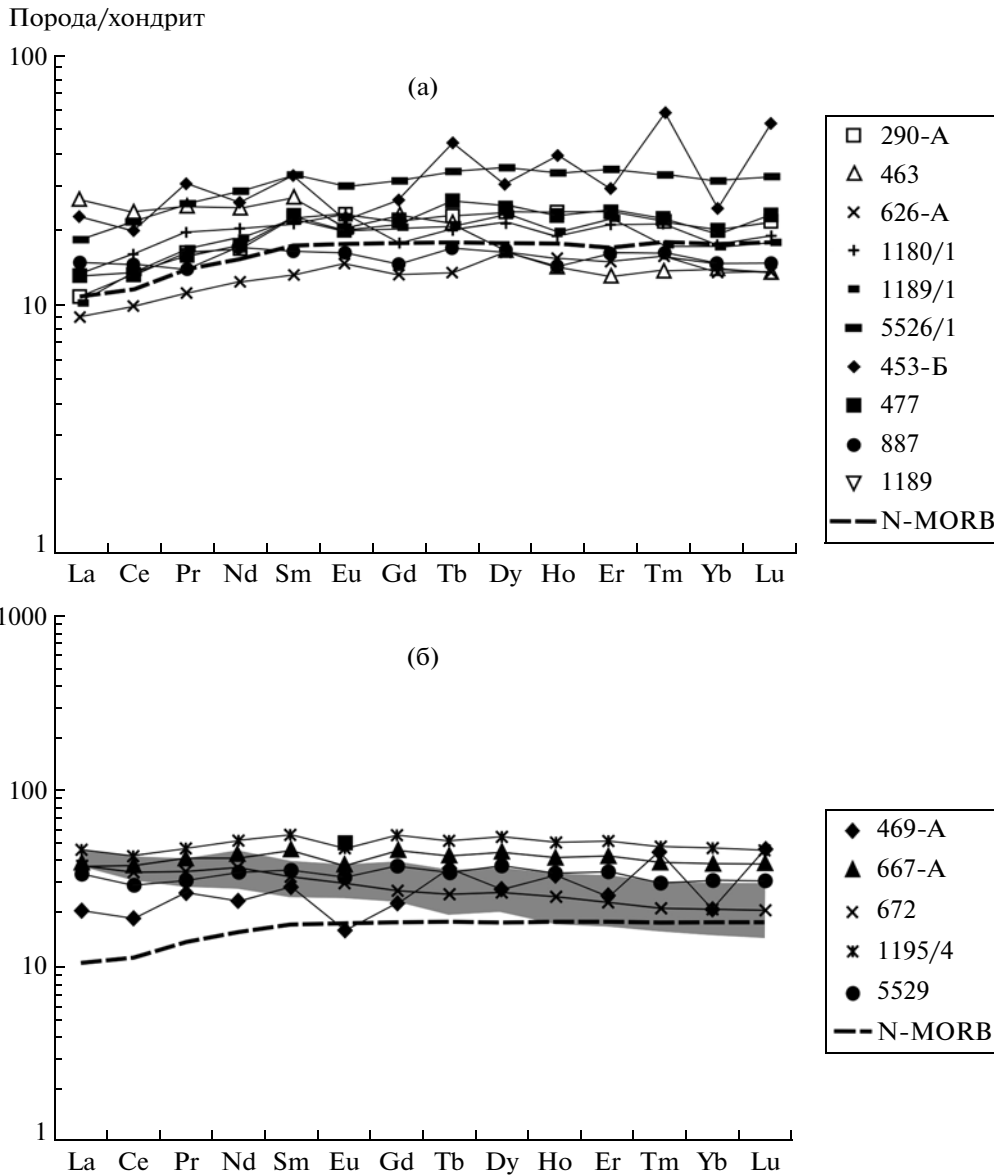 Порода/хондрит
100
(а)
10
1
La Ce Pr Nd Sm Eu Gd Tb Dy Ho Er Tm Yb Lu
290-А
463
626-А
1180/1
1189/1
5526/1
453-Б
477
887
1189
N-MORB
1000
(б)
100
10
1
La Ce Pr Nd Sm Eu Gd Tb Dy Ho Er Tm Yb Lu
469-А
667-А
672
1195/4
5529
N-MORB